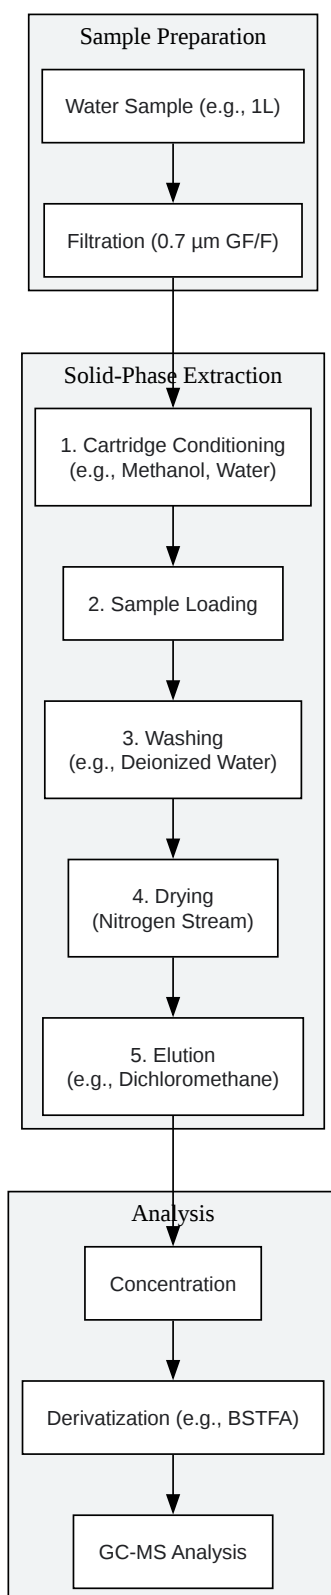 Sample Preparation
Water Sample (e.g., 1L)
Filtration (0.7 µm GF/F)
Solid-Phase Extraction
1. Cartridge Conditioning
(e.g., Methanol, Water)
2. Sample Loading
3. Washing
(e.g., Deionized Water)
4. Drying
(Nitrogen Stream)
5. Elution
(e.g., Dichloromethane)
Analysis
Concentration
Derivatization (e.g., BSTFA)
GC-MS Analysis